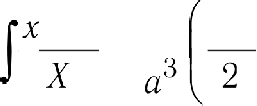 ∫ x/X a³ ( /2